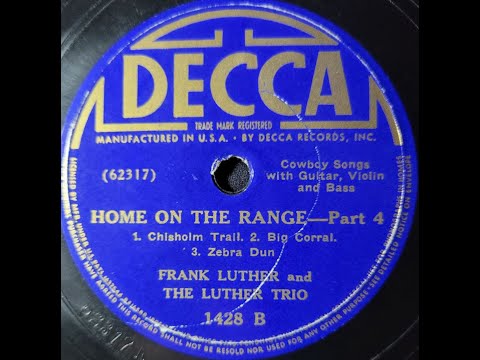 DECCA
TRADE MARK REGISTERED
MANUFACTURED IN U.S.A. • BY DECCA RECORDS, INC.
(62317)
Cowboy Songs
with Guitar, Violin
and Bass
HOME ON THE RANGE—Part 4
1. Chisholm Trail. 2. Big Corral.
3. Zebra Dun
FRANK LUTHER and
THE LUTHER TRIO
1428 B